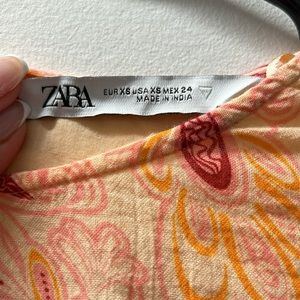 ZARA
EUR XS USA XS MEX 24
MADE IN INDIA